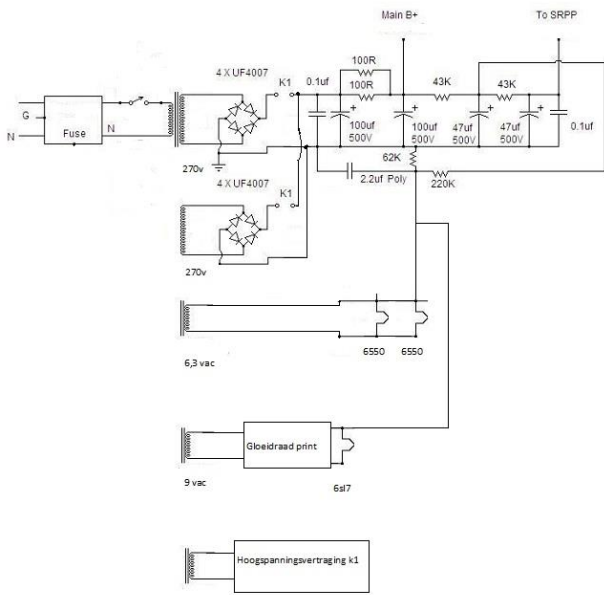 Main B+
To SRPP
4 X UF4007
K1
0.1uf
100R
100R
43K
43K
G
N
Fuse
N
270v
100uf
500V
100uf
500V
47uf
500V
47uf
500V
0.1uf
62K
2.2uf Poly
220K
4 X UF4007
K1
270v
6,3 vac
6550
6550
Gloeidraad print
9 vac
6sl7
Hoogspanningsvertraging k1